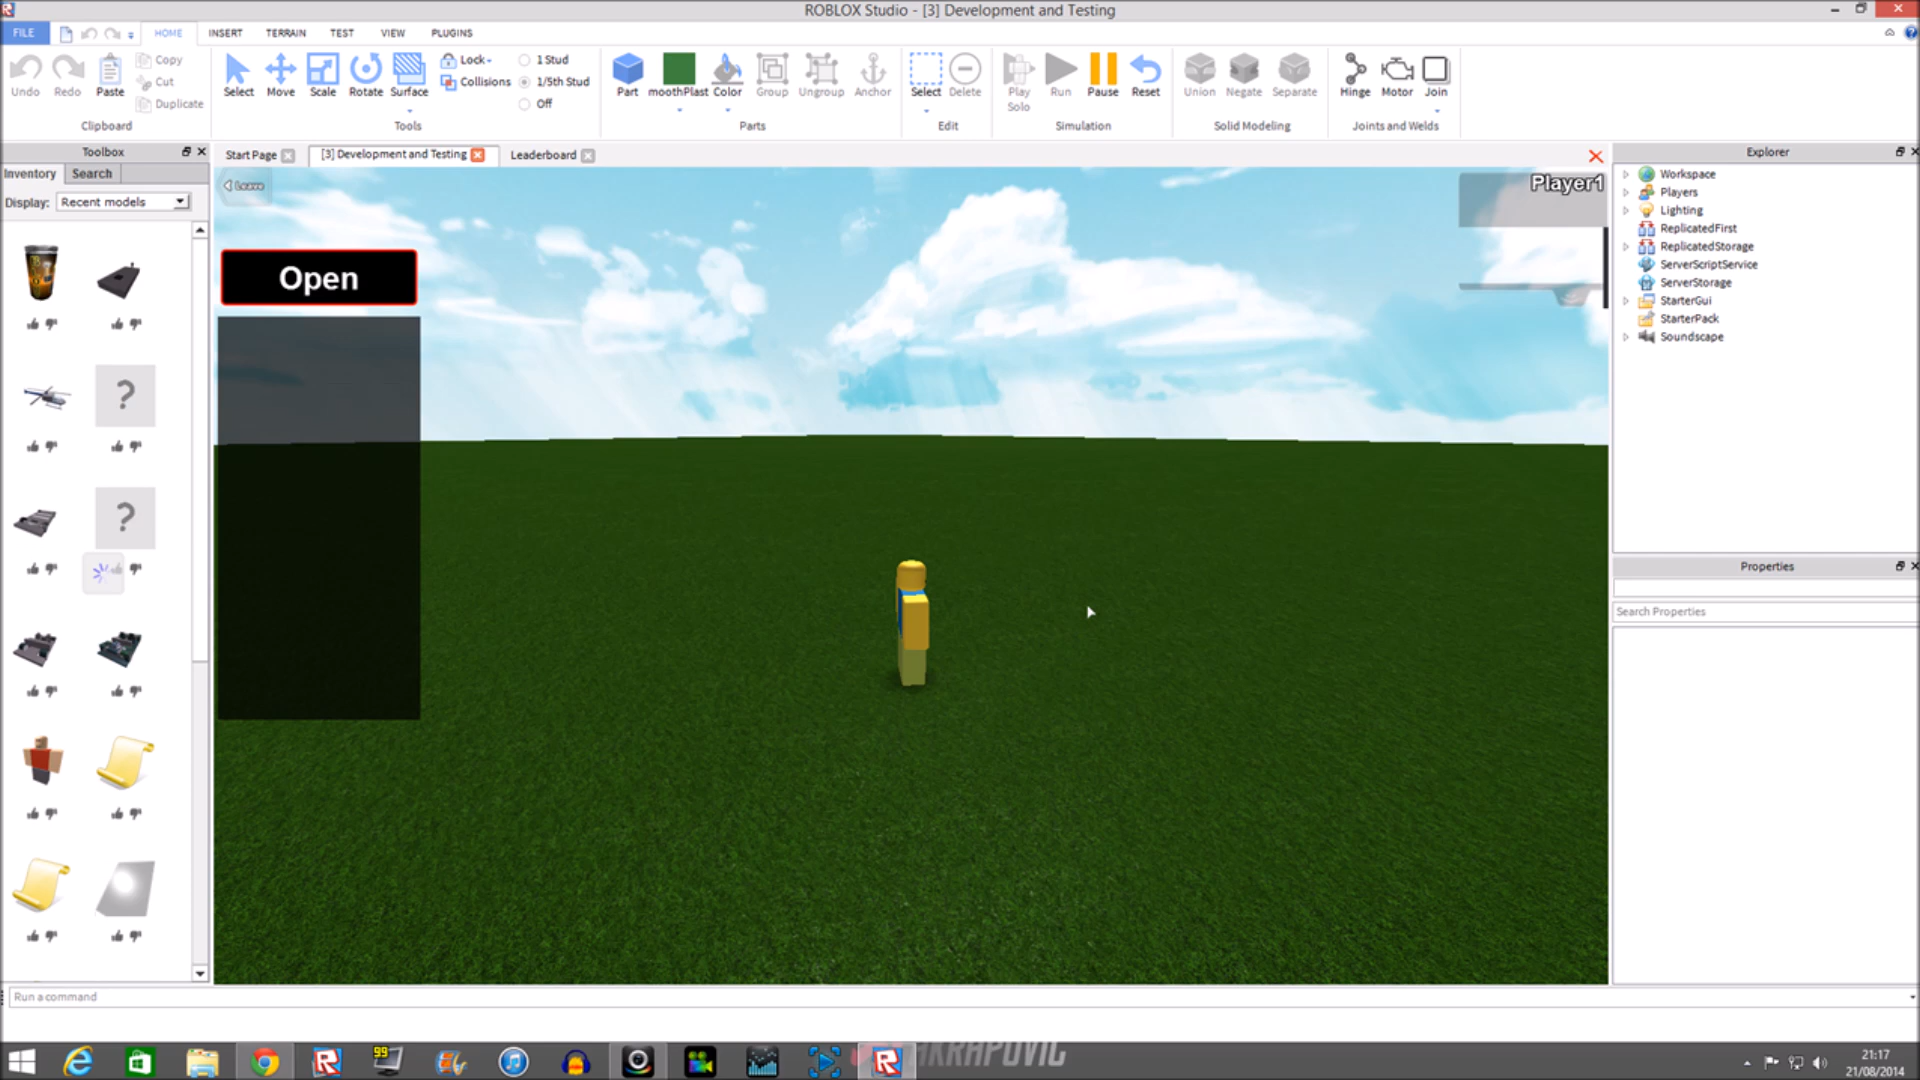 ROBLOX Studio - [3] Development and Testing
FILE HOME INSERT TERRAIN TEST VIEW PLUGINS
Copy Lock 1 Stud
Cut Collisions 1/5th Stud
Undo Redo Paste Select Move Scale Rotate Surface Part moothPlast Color Group Ungroup Anchor Select Delete Play Solo Run Pause Reset Union Negate Separate Hinge Motor Join
Duplicate Off
Clipboard Tools Parts Edit Simulation Solid Modeling Joints and Welds
Toolbox
Inventory Search
Display: Recent models
Start Page [3] Development and Testing Leaderboard
Leave
Player1
Open
? 
?
Explorer
Workspace
Players
Lighting
ReplicatedFirst
ReplicatedStorage
ServerScriptService
ServerStorage
StarterGui
StarterPack
Soundscape
Properties
Search Properties
Run a command
99
AKRAPOVIC
21:17
21/08/2014